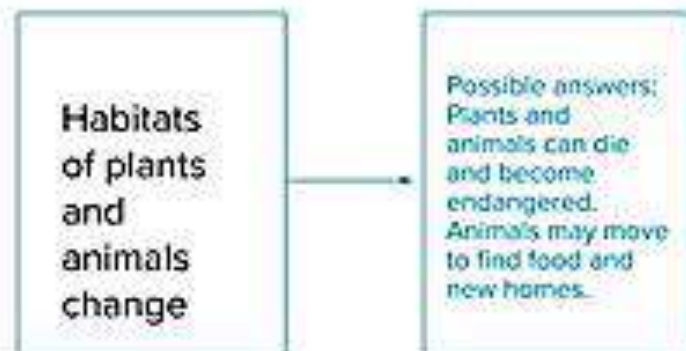 Habitats
of plants
and
animals
change
Possible answers:
Plants and
animals can die
and become
endangered.
Animals may move
to find food and
new homes.